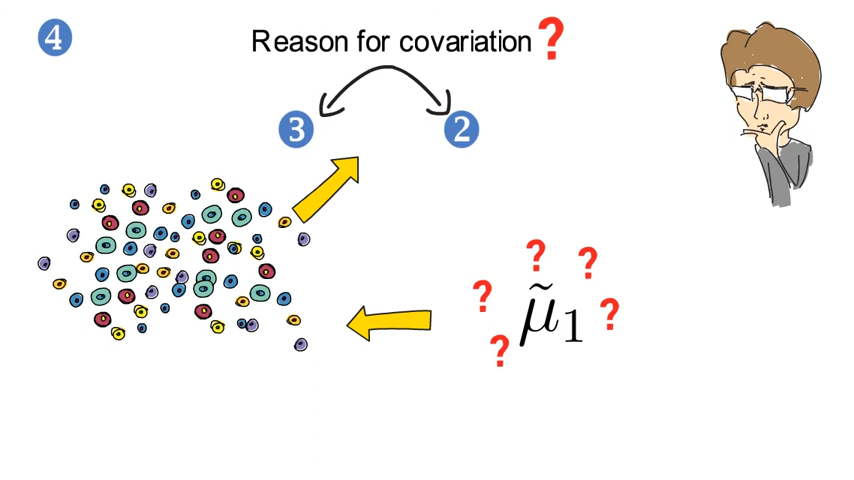 4
Reason for covariation ?
3 2
? ?
? μ̃₁ ?
?